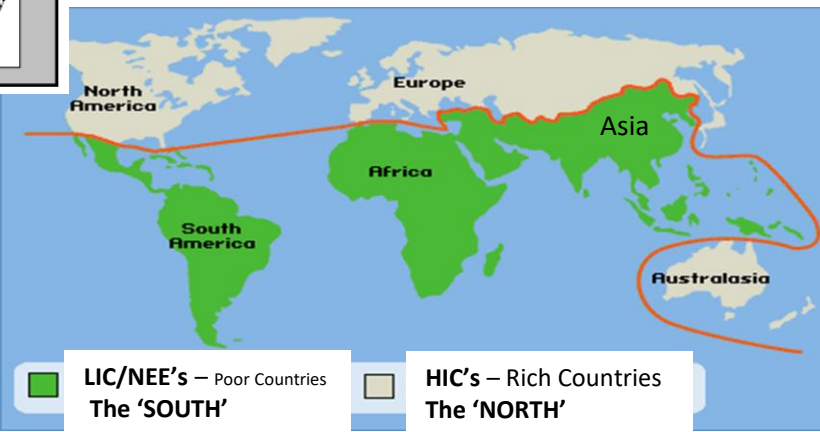 North
America
Europe
Asia
Africa
South
America
Australasia
LIC/NEE's – Poor Countries
The 'SOUTH'
HIC's – Rich Countries
The 'NORTH'